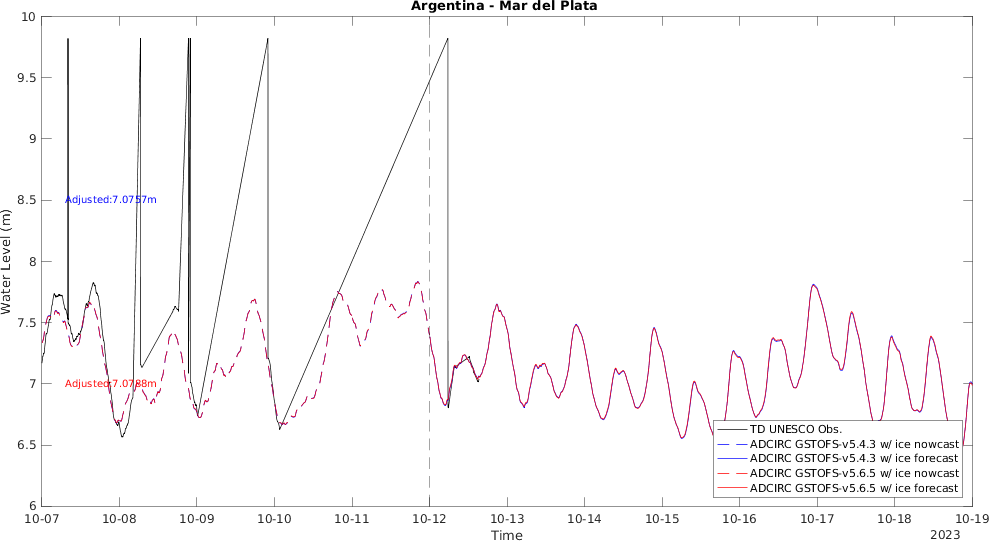 Argentina - Mar del Plata
10
9.5
9
8.5
8
7.5
7
6.5
6
Water Level (m)
Adjusted:7.0757m
Adjusted:7.0788m
TD UNESCO Obs.
ADCIRC GSTOFS-v5.4.3 w/ ice nowcast
ADCIRC GSTOFS-v5.4.3 w/ ice forecast
ADCIRC GSTOFS-v5.6.5 w/ ice nowcast
ADCIRC GSTOFS-v5.6.5 w/ ice forecast
10-07 10-08 10-09 10-10 10-11 10-12 10-13 10-14 10-15 10-16 10-17 10-18 10-19
Time
2023